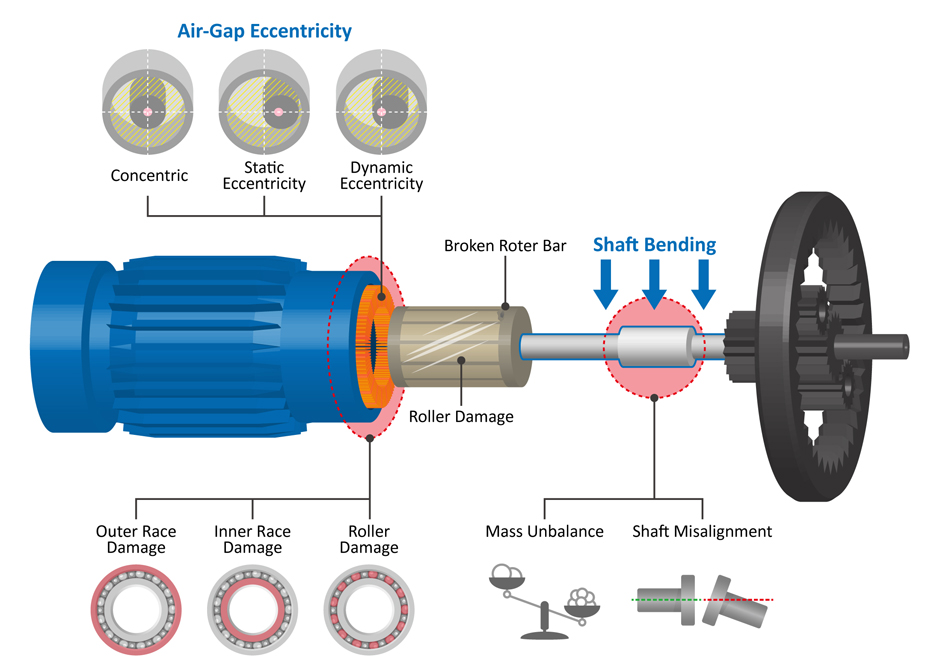 Air-Gap Eccentricity
Concentric
Static
Eccentricity
Dynamic
Eccentricity
Broken Roter Bar
Shaft Bending
Roller Damage
Outer Race
Damage
Inner Race
Damage
Roller
Damage
Mass Unbalance
Shaft Misalignment